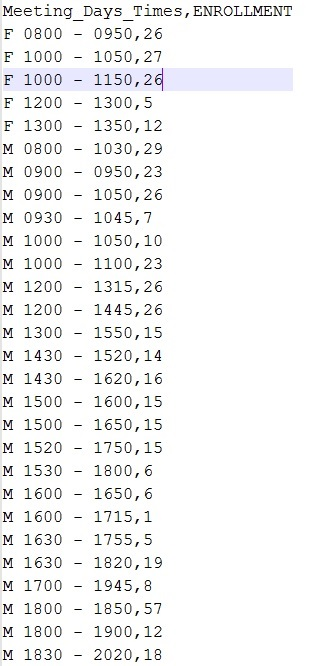 Meeting_Days_Times,ENROLLMENT
F 0800 - 0950,26
F 1000 - 1050,27
F 1000 - 1150,26
F 1200 - 1300,5
F 1300 - 1350,12
M 0800 - 1030,29
M 0900 - 0950,23
M 0900 - 1050,26
M 0930 - 1045,7
M 1000 - 1050,10
M 1000 - 1100,23
M 1200 - 1315,26
M 1200 - 1445,26
M 1300 - 1550,15
M 1430 - 1520,14
M 1430 - 1620,16
M 1500 - 1600,15
M 1500 - 1650,15
M 1520 - 1750,15
M 1530 - 1800,6
M 1600 - 1650,6
M 1600 - 1715,1
M 1630 - 1755,5
M 1630 - 1820,19
M 1700 - 1945,8
M 1800 - 1850,57
M 1800 - 1900,12
M 1830 - 2020,18